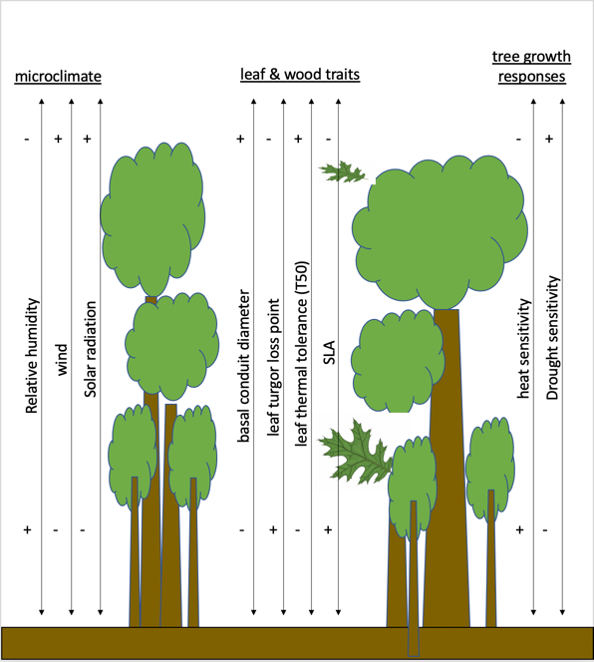 microclimate
leaf & wood traits
tree growth
responses
- + +
+ - + -
- +
Relative humidity
wind
Solar radiation
basal conduit diameter
leaf turgor loss point
leaf thermal tolerance (T50)
SLA
heat sensitivity
Drought sensitivity
+ - -
- + - +
+ -